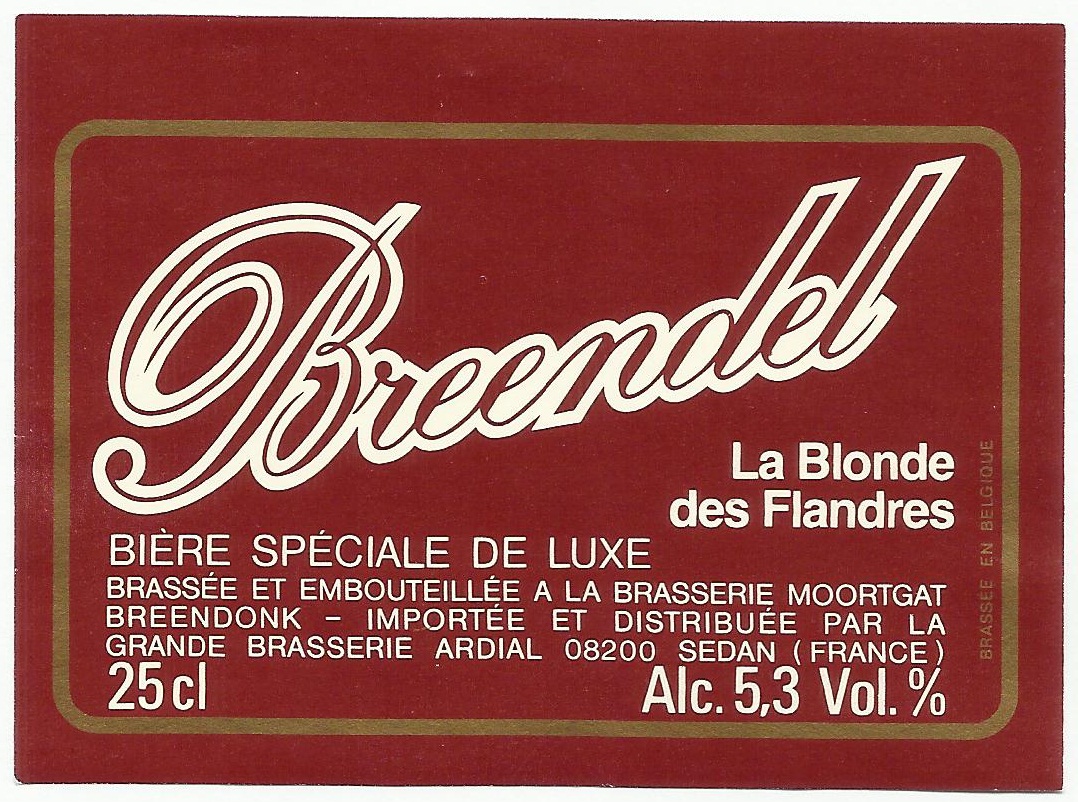 Breendel
La Blonde
des Flandres
BIÈRE SPÉCIALE DE LUXE
BRASSÉE ET EMBOUTEILLÉE A LA BRASSERIE MOORTGAT
BREENDONK – IMPORTÉE ET DISTRIBUÉE PAR LA
GRANDE BRASSERIE ARDIAL 08200 SEDAN (FRANCE)
25 cl
Alc. 5,3 Vol. %
BRASSÉE EN BELGIQUE